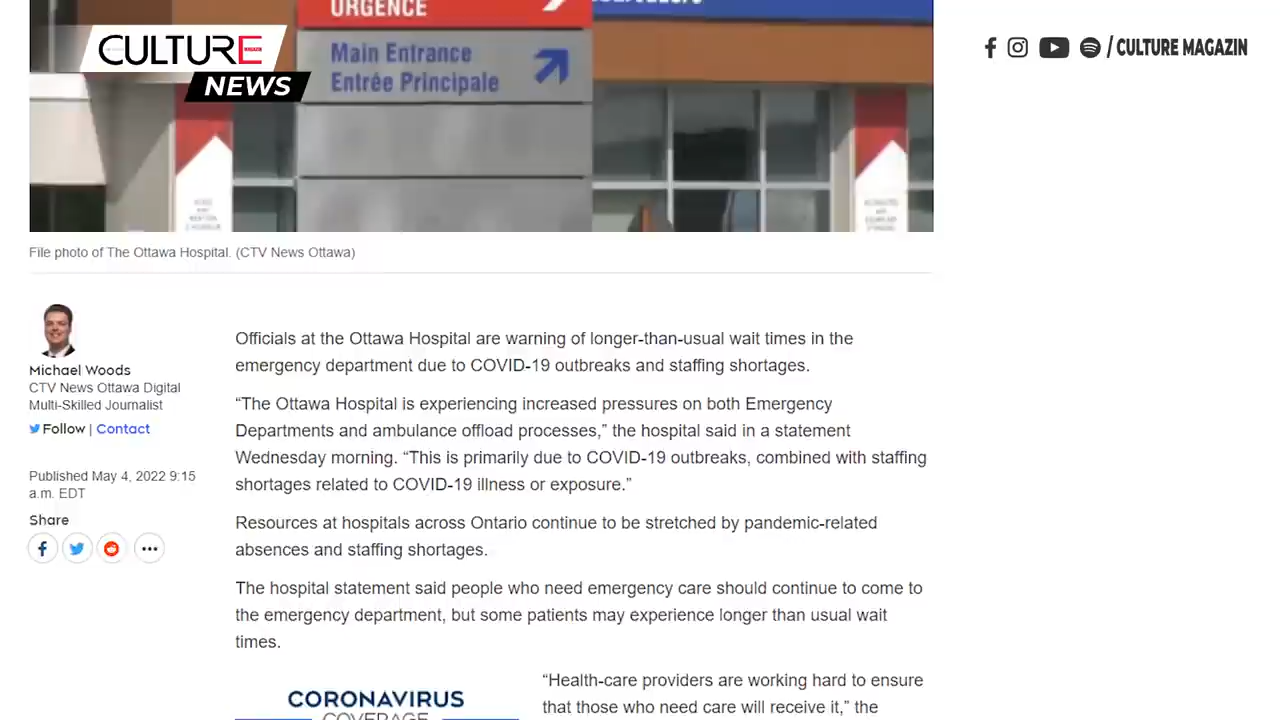 URGENCE
CULTURE
NEWS
Main Entrance
Entrée Principale
/ CULTURE MAGAZIN
File photo of The Ottawa Hospital. (CTV News Ottawa)
Michael Woods
CTV News Ottawa Digital
Multi-Skilled Journalist
Follow | Contact
Published May 4, 2022 9:15
a.m. EDT
Share
Officials at the Ottawa Hospital are warning of longer-than-usual wait times in the
emergency department due to COVID-19 outbreaks and staffing shortages.
“The Ottawa Hospital is experiencing increased pressures on both Emergency
Departments and ambulance offload processes,” the hospital said in a statement
Wednesday morning. “This is primarily due to COVID-19 outbreaks, combined with staffing
shortages related to COVID-19 illness or exposure.”
Resources at hospitals across Ontario continue to be stretched by pandemic-related
absences and staffing shortages.
The hospital statement said people who need emergency care should continue to come to
the emergency department, but some patients may experience longer than usual wait
times.
“Health-care providers are working hard to ensure
that those who need care will receive it,” the
CORONAVIRUS
COVERAGE